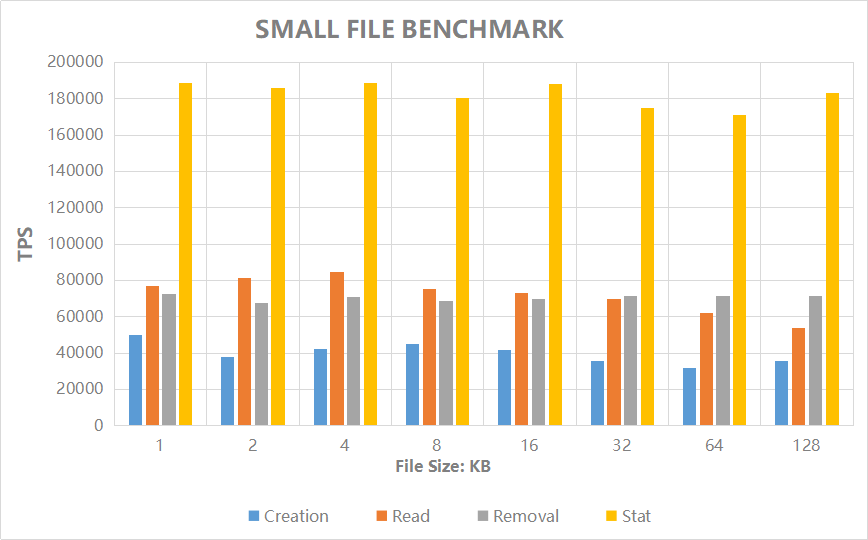 SMALL FILE BENCHMARK
200000
180000
160000
140000
120000
100000
80000
60000
40000
20000
0
TPS
1 2 4 8 16 32 64 128
File Size: KB
Creation Read Removal Stat